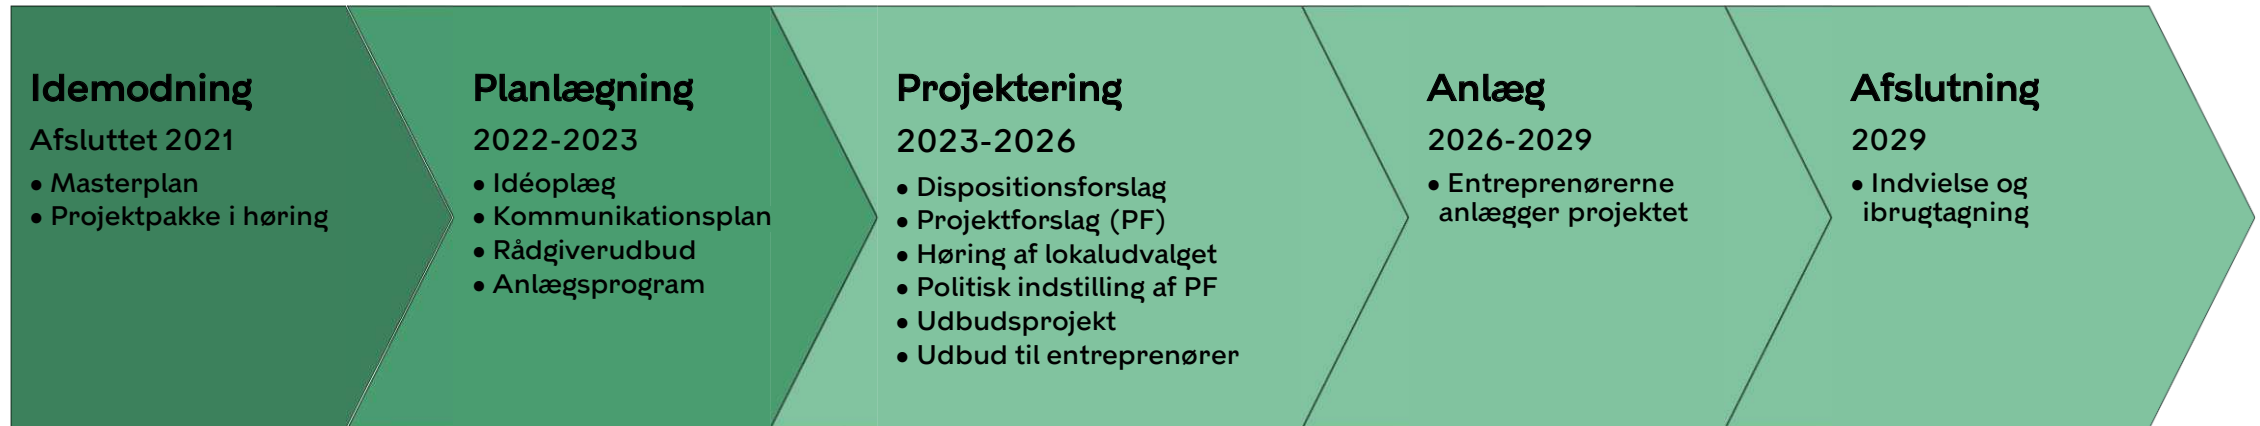 Idemodning
Afsluttet 2021
• Masterplan
• Projektpakke i høring
Planlægning
2022-2023
• Idéoplæg
• Kommunikationsplan
• Rådgiverudbud
• Anlægsprogram
Projektering
2023-2026
• Dispositionsforslag
• Projektforslag (PF)
• Høring af lokaludvalget
• Politisk indstilling af PF
• Udbudsprojekt
• Udbud til entreprenører
Anlæg
2026-2029
• Entreprenørerne
anlægger projektet
Afslutning
2029
• Indvielse og
ibrugtagning